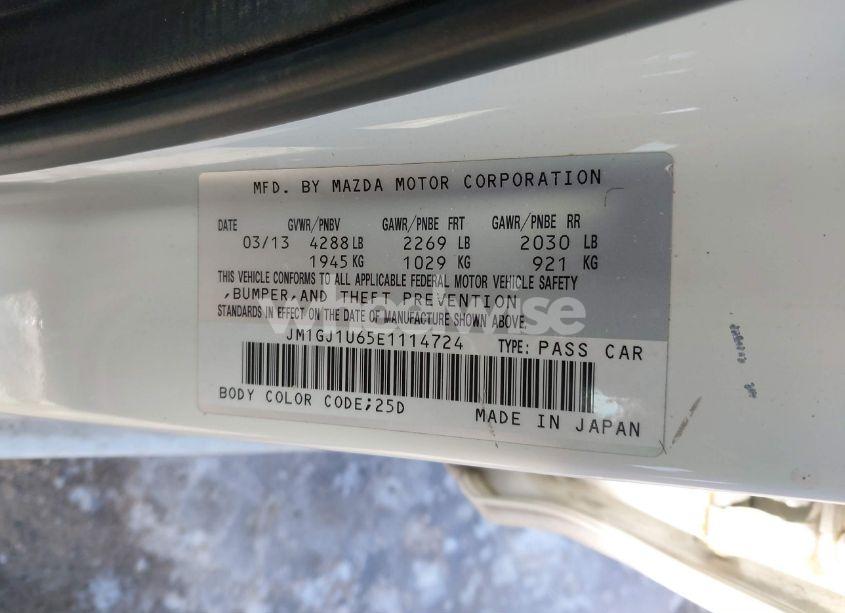 MFD. BY MAZDA MOTOR CORPORATION
DATE GVWR/PNBV GAWR/PNBE FRT GAWR/PNBE RR
03/13 4288 LB 2269 LB 2030 LB
1945 KG 1029 KG 921 KG
THIS VEHICLE CONFORMS TO ALL APPLICABLE FEDERAL MOTOR VEHICLE SAFETY
,BUMPER,AND THEFT PREVENTION
STANDARDS IN EFFECT ON THE DATE OF MANUFACTURE SHOWN ABOVE.
JM1GJ1U65E1114724 TYPE: PASS CAR
BODY COLOR CODE;25D MADE IN JAPAN